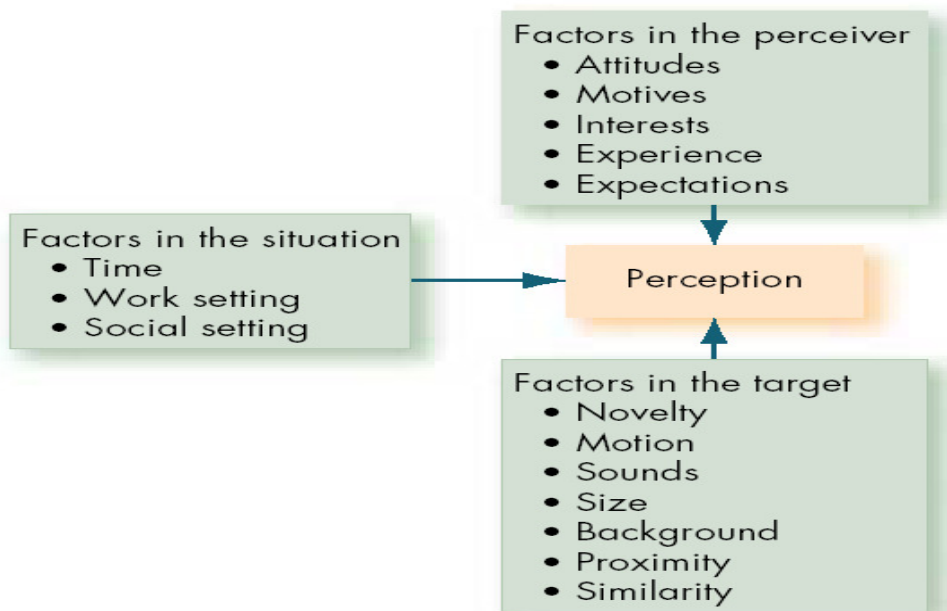 Factors in the perceiver
• Attitudes
• Motives
• Interests
• Experience
• Expectations
Factors in the situation
• Time
• Work setting
• Social setting
Perception
Factors in the target
• Novelty
• Motion
• Sounds
• Size
• Background
• Proximity
• Similarity